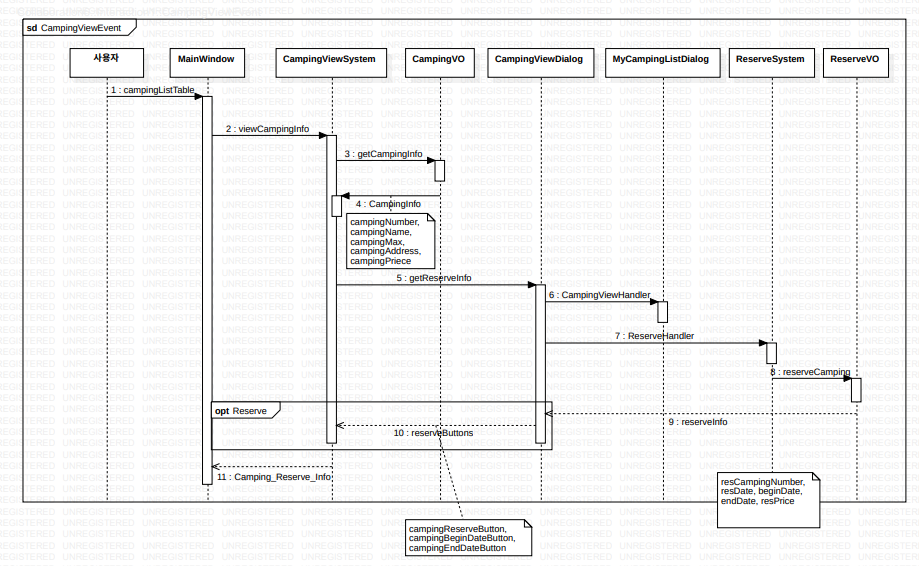 sd CampingViewEvent
사용자
MainWindow
CampingViewSystem
CampingVO
CampingViewDialog
MyCampingListDialog
ReserveSystem
ReserveVO
1 : campingListTable
2 : viewCampingInfo
3 : getCampingInfo
4 : CampingInfo
campingNumber,
campingName,
campingMax,
campingAddress,
campingPriece
5 : getReserveInfo
6 : CampingViewHandler
7 : ReserveHandler
8 : reserveCamping
opt Reserve
9 : reserveInfo
10 : reserveButtons
11 : Camping_Reserve_Info
resCampingNumber,
resDate, beginDate,
endDate, resPrice
campingReserveButton,
campingBeginDateButton,
campingEndDateButton